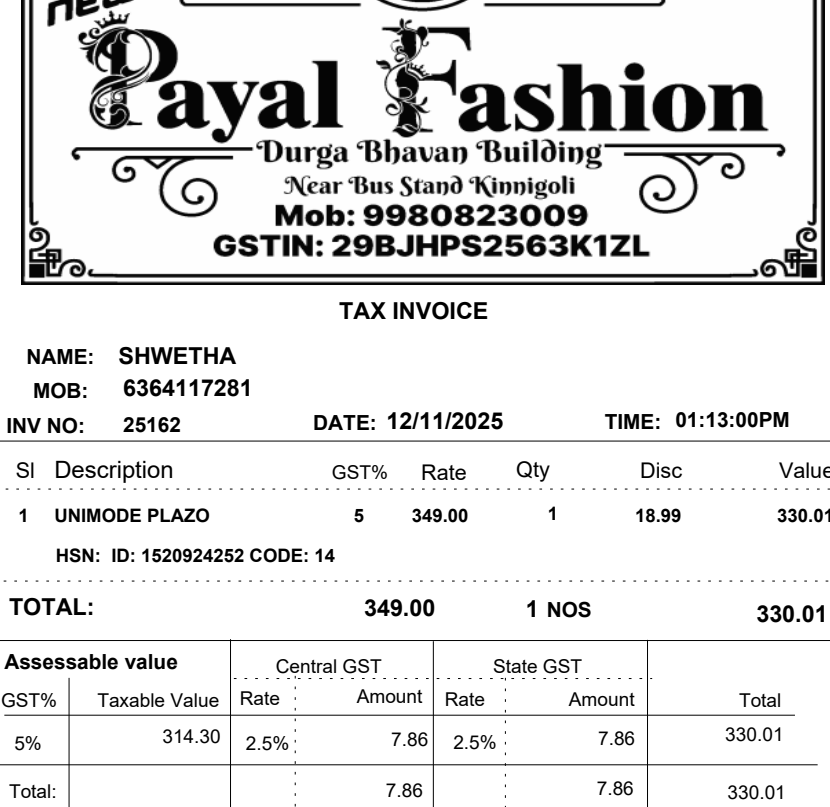 new
Payal Fashion
Durga Bhavan Building
Near Bus Stand Kinnigoli
Mob: 9980823009
GSTIN: 29BJHPS2563K1ZL
TAX INVOICE
NAME: SHWETHA
MOB: 6364117281
INV NO: 25162 DATE: 12/11/2025 TIME: 01:13:00PM
Sl Description GST% Rate Qty Disc Value
1 UNIMODE PLAZO 5 349.00 1 18.99 330.01
HSN: ID: 1520924252 CODE: 14
TOTAL: 349.00 1 NOS 330.01
Assessable value Central GST State GST
GST% Taxable Value Rate Amount Rate Amount Total
5% 314.30 2.5% 7.86 2.5% 7.86 330.01
Total: 7.86 7.86 330.01